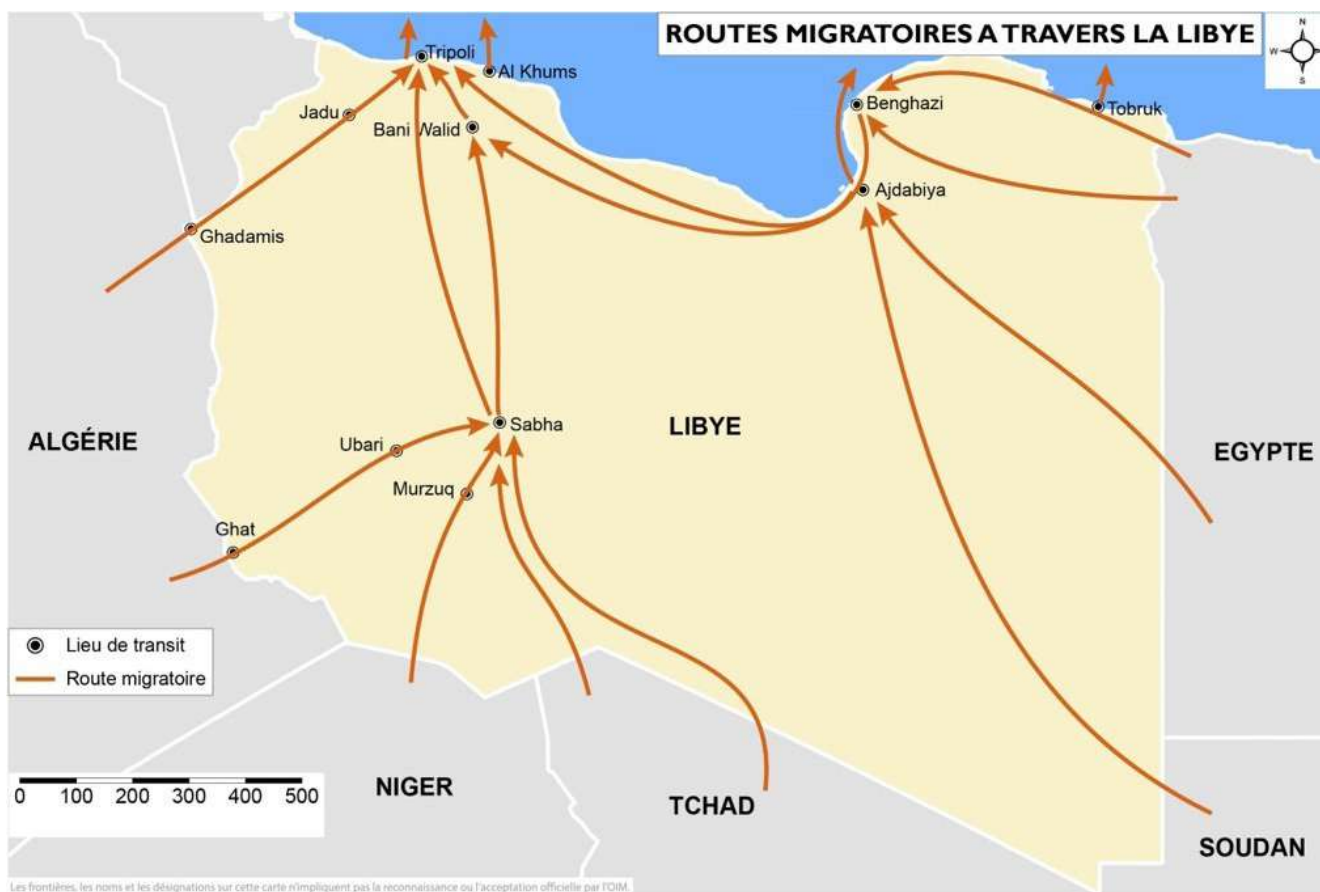 ROUTES MIGRATOIRES A TRAVERS LA LIBYE
N
W E
S
Tripoli
Al Khums
Jadu
Bani Walid
Benghazi
Tobruk
Ajdabiya
Ghadamis
ALGÉRIE
Ubari
Sabha
LIBYE
EGYPTE
Murzuq
Ghat
Lieu de transit
Route migratoire
0 100 200 300 400 500
NIGER
TCHAD
SOUDAN
Les frontières, les noms et les désignations sur cette carte n'impliquent pas la reconnaissance ou l'acceptation officielle par l'OIM.